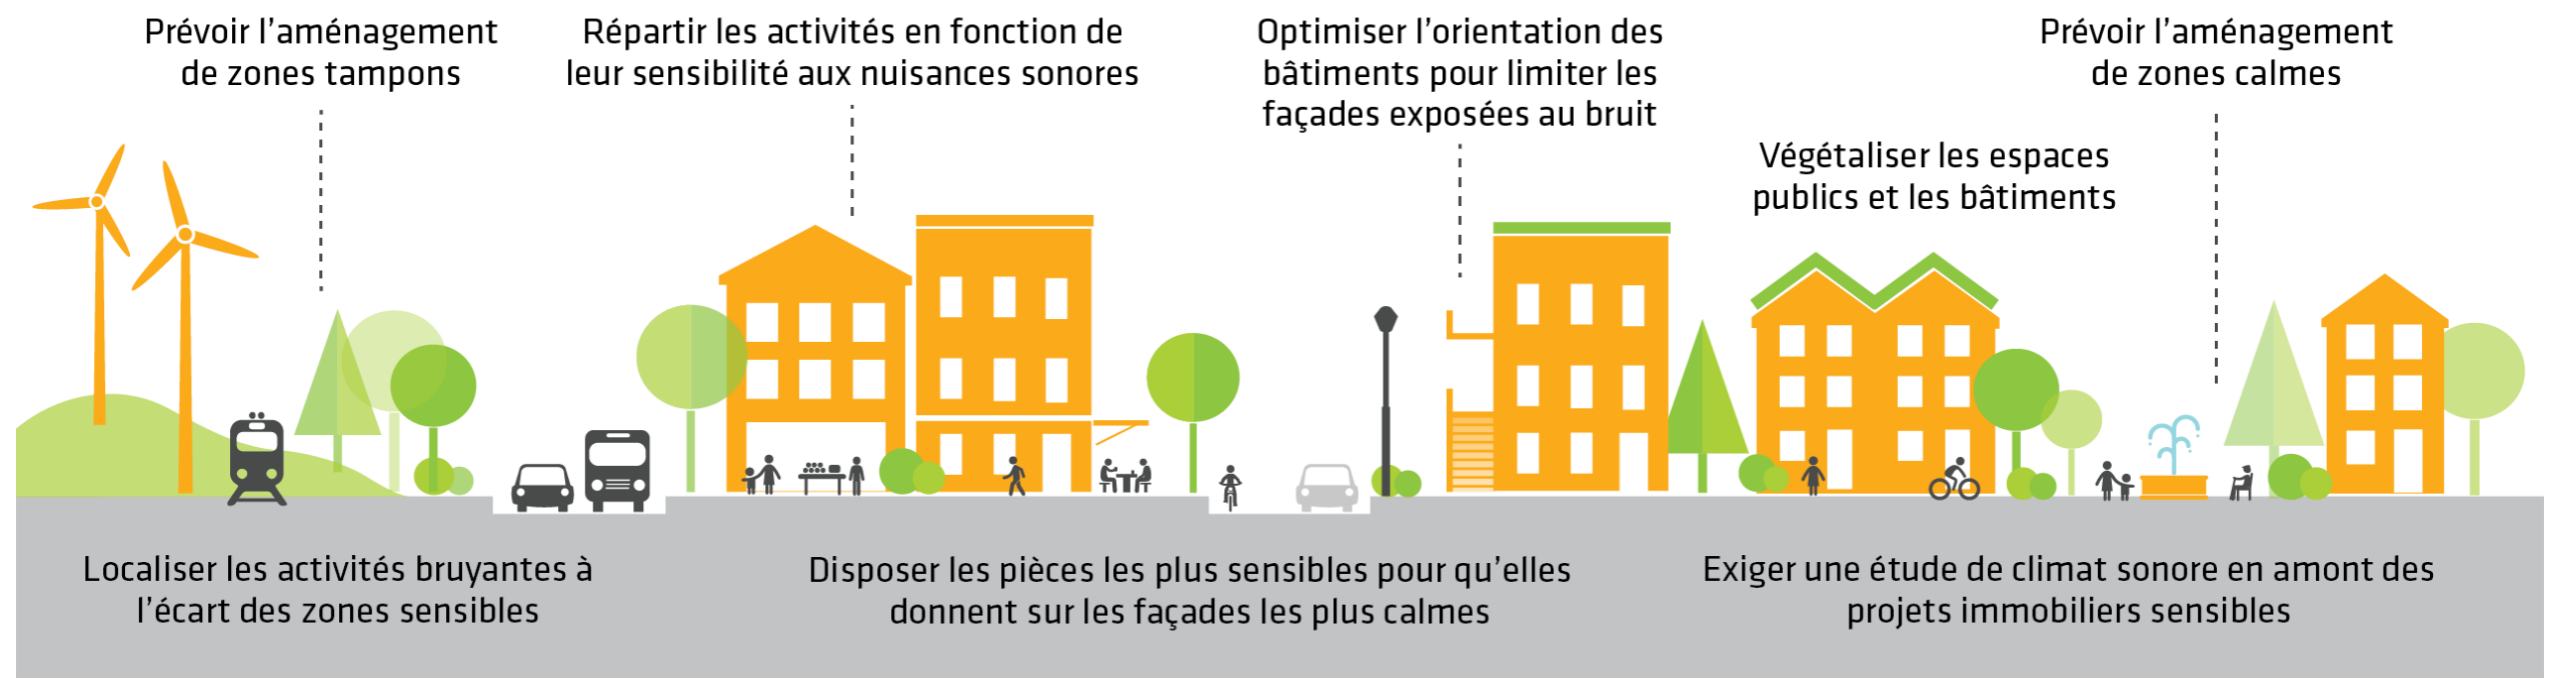 Prévoir l'aménagement
de zones tampons
Répartir les activités en fonction de
leur sensibilité aux nuisances sonores
Optimiser l'orientation des
bâtiments pour limiter les
façades exposées au bruit
Végétaliser les espaces
publics et les bâtiments
Prévoir l'aménagement
de zones calmes
Localiser les activités bruyantes à
l'écart des zones sensibles
Disposer les pièces les plus sensibles pour qu'elles
donnent sur les façades les plus calmes
Exiger une étude de climat sonore en amont des
projets immobiliers sensibles